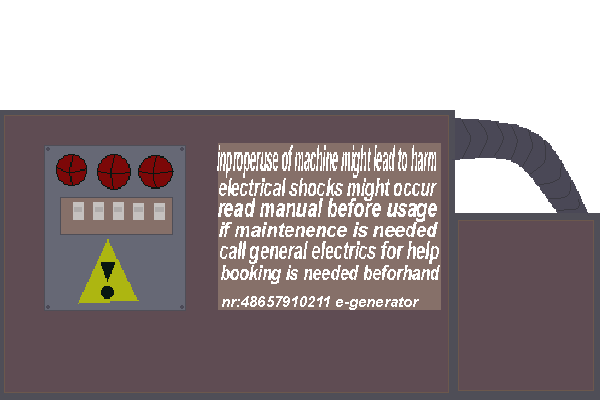 inproperuse of machine might lead to harm
electrical shocks might occur
read manual before usage
if maintenence is needed
call general electrics for help
booking is needed beforhand
nr:48657910211 e-generator